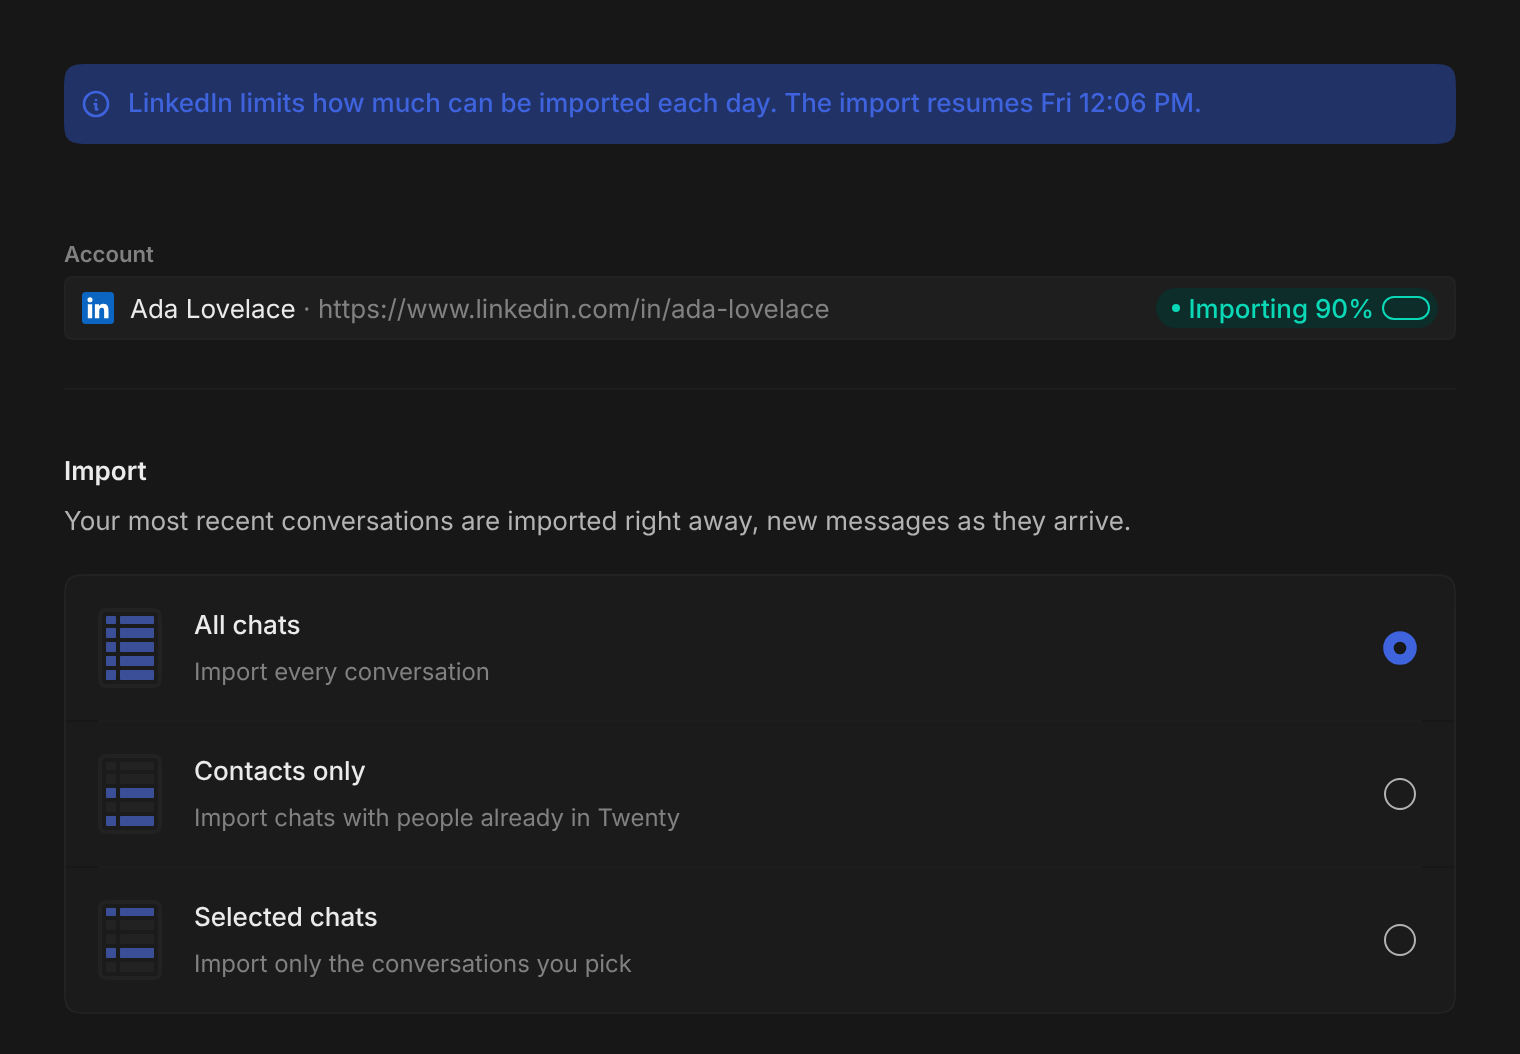 LinkedIn limits how much can be imported each day. The import resumes Fri 12:06 PM.
Account
in Ada Lovelace · https://www.linkedin.com/in/ada-lovelace • Importing 90%
Import
Your most recent conversations are imported right away, new messages as they arrive.
All chats
Import every conversation
Contacts only
Import chats with people already in Twenty
Selected chats
Import only the conversations you pick